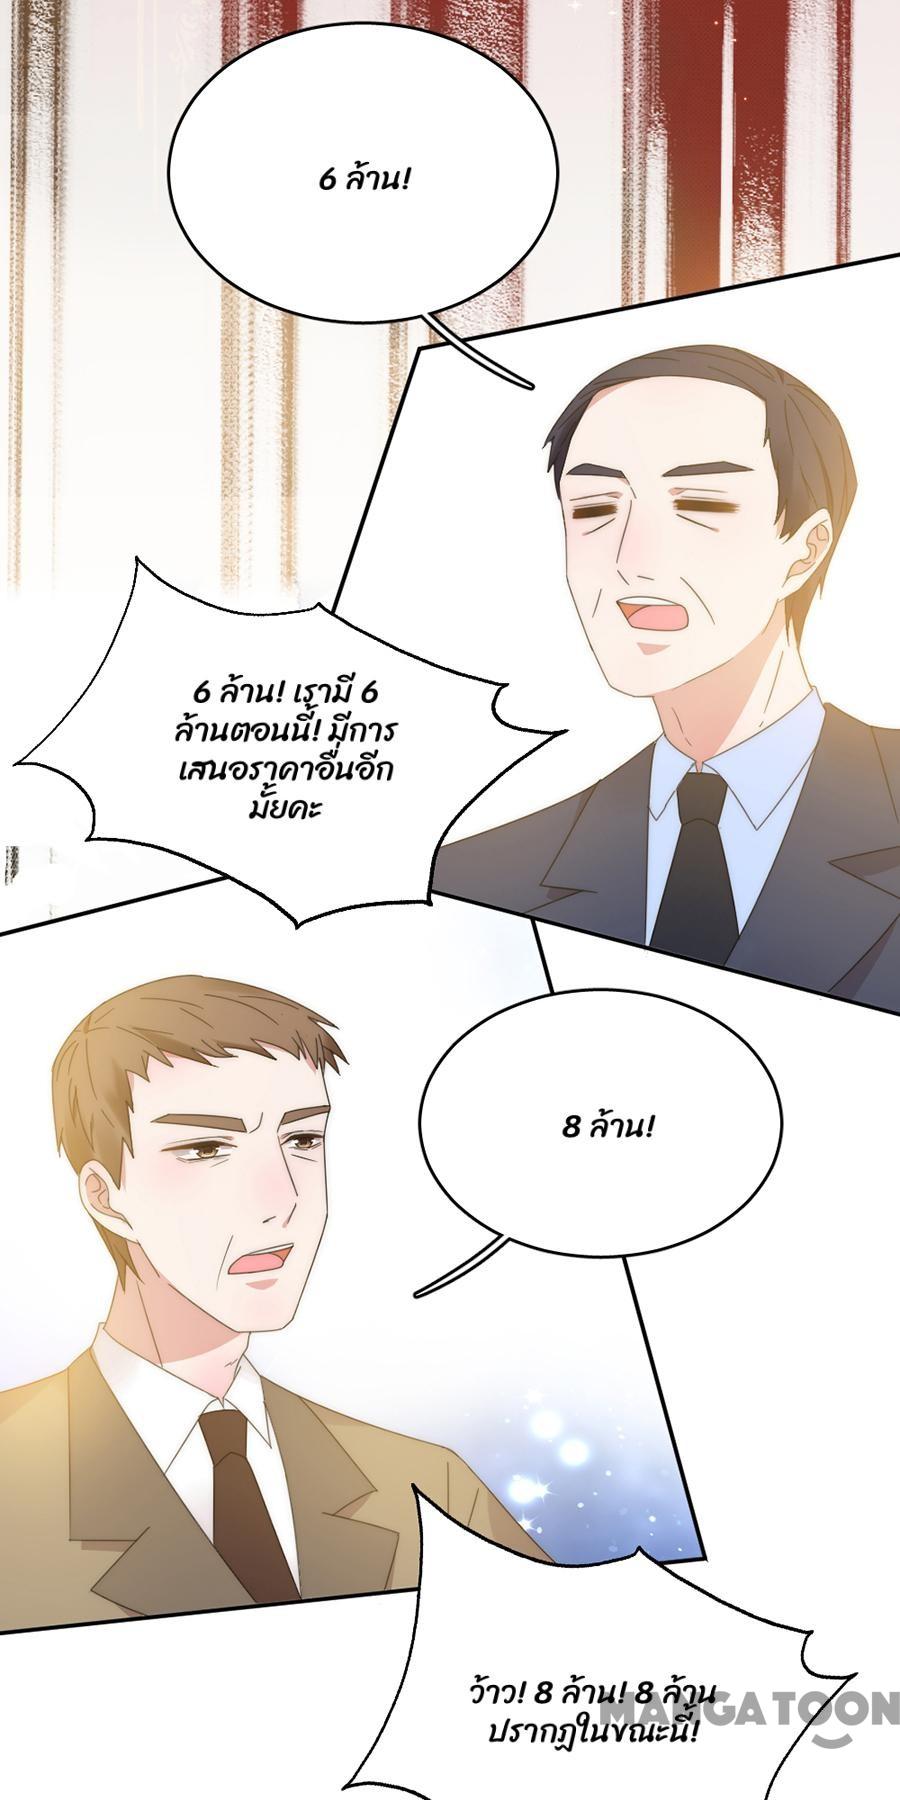 6 ล้าน!
6 ล้าน! เรามี 6
ล้านตอนนี้! มีการ
เสนอราคาอื่นอีก
มั้ยคะ
8 ล้าน!
ว้าว! 8 ล้าน! 8 ล้าน
ปรากฏในขณะนี้!
MANGATOON